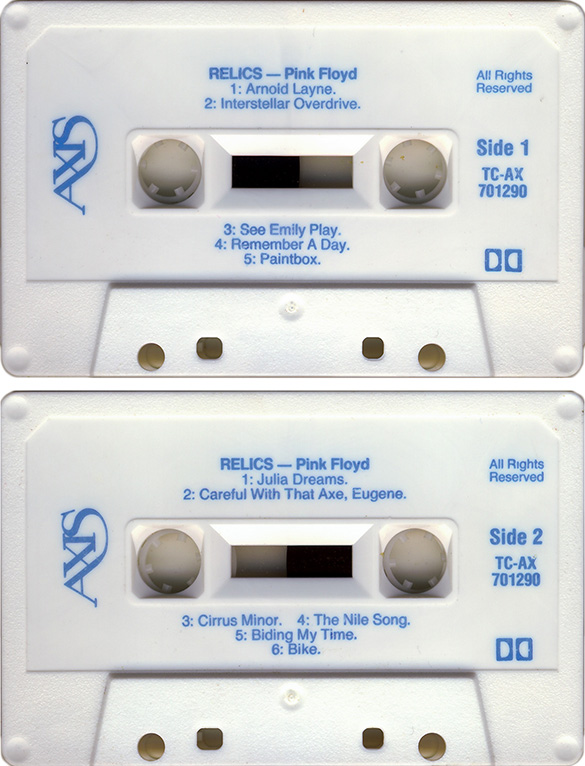 RELICS — Pink Floyd
1: Arnold Layne.
2: Interstellar Overdrive.
All Rights
Reserved
AXIS
Side 1
TC-AX
701290
3: See Emily Play.
4: Remember A Day.
5: Paintbox.
RELICS — Pink Floyd
1: Julia Dreams.
2: Careful With That Axe, Eugene.
All Rights
Reserved
AXIS
Side 2
TC-AX
701290
3: Cirrus Minor. 4: The Nile Song.
5: Biding My Time.
6: Bike.